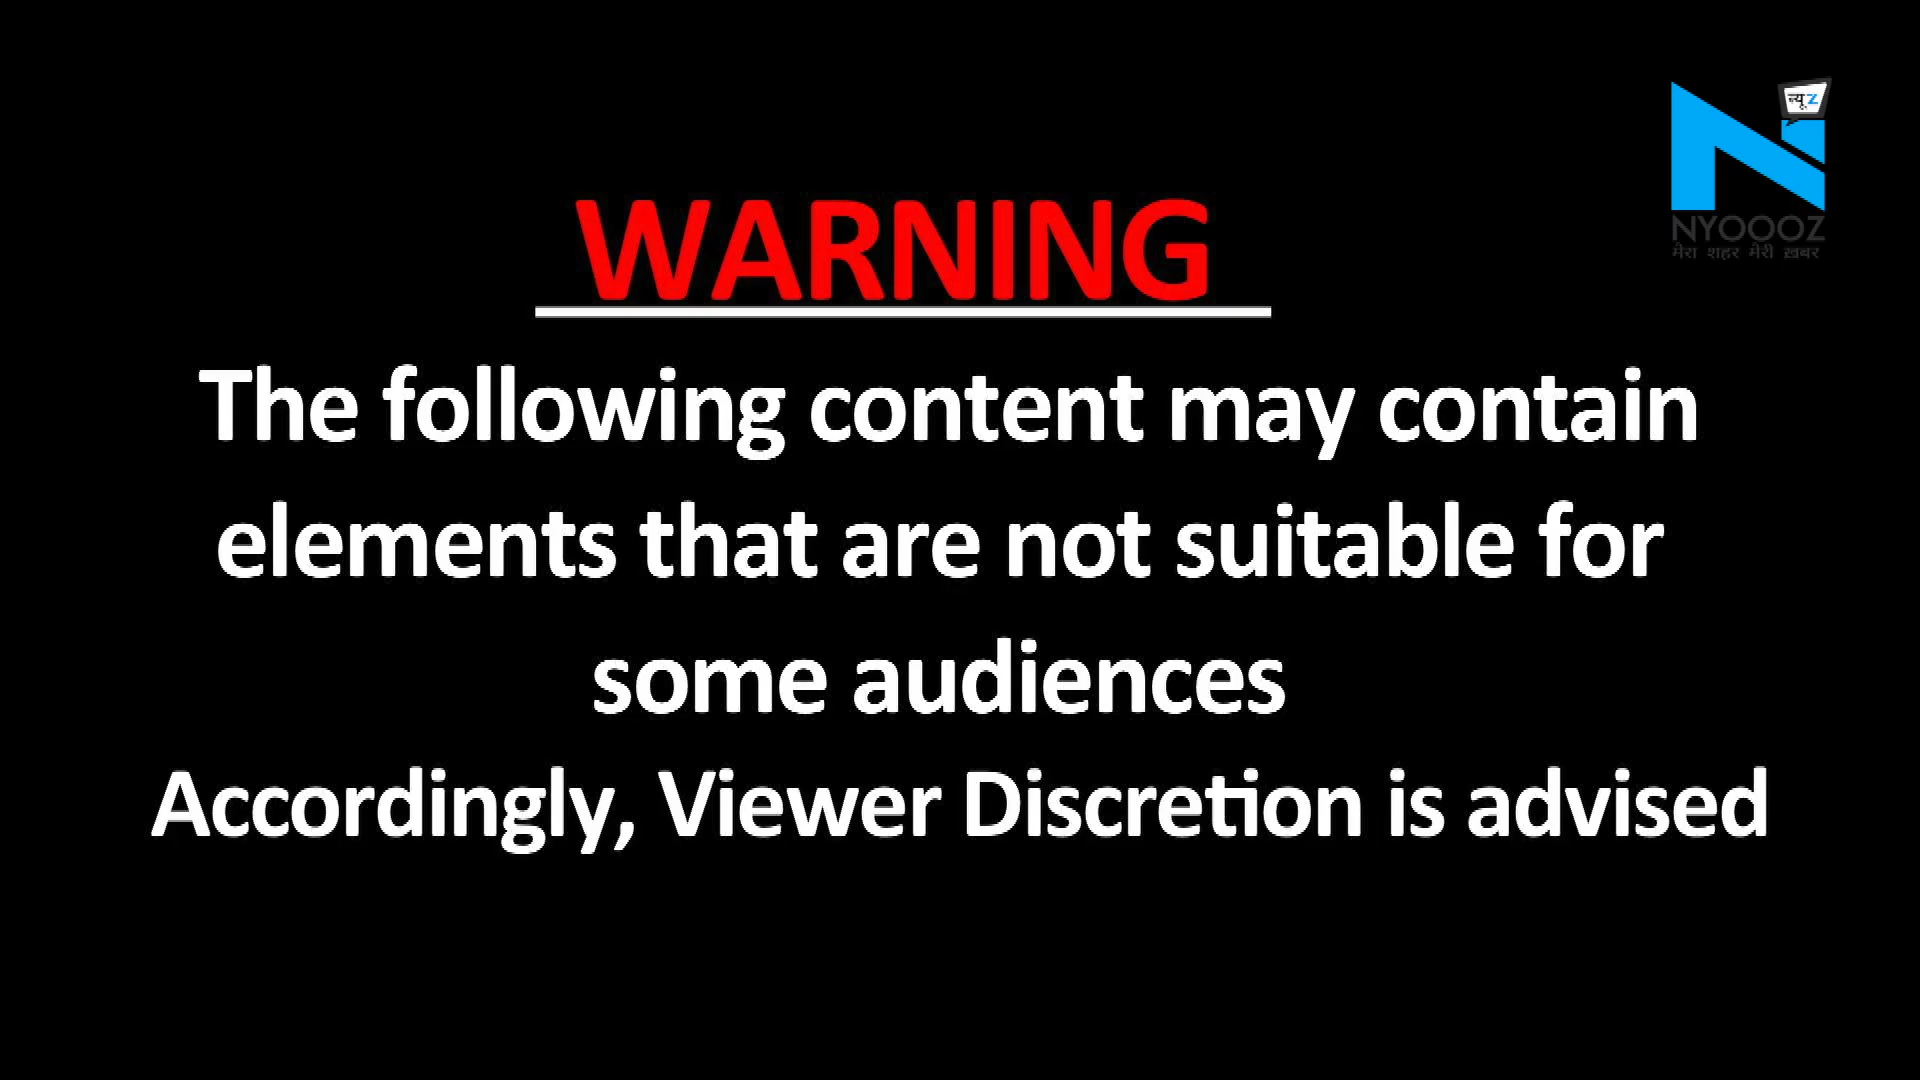 न्यूZ
NYOOOZ
मेरा शहर मेरी ख़बर
WARNING
The following content may contain
elements that are not suitable for
some audiences
Accordingly, Viewer Discretion is advised